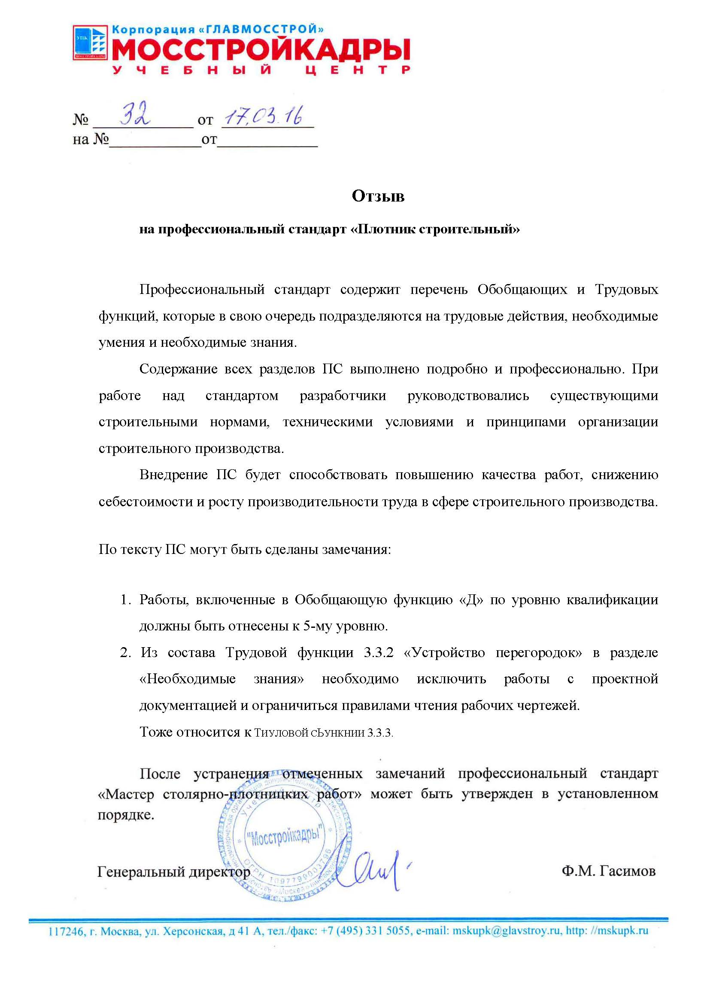 Корпорация «ГЛАВМОССТРОЙ»
УПК
МОССТРОЙКАДРЫ
МОССТРОЙКАДРЫ
УЧЕБНЫЙ ЦЕНТР
№ 32 от 17.03.16
на № от
Отзыв
на профессиональный стандарт «Плотник строительный»
Профессиональный стандарт содержит перечень Обобщающих и Трудовых
функций, которые в свою очередь подразделяются на трудовые действия, необходимые
умения и необходимые знания.
Содержание всех разделов ПС выполнено подробно и профессионально. При
работе над стандартом разработчики руководствовались существующими
строительными нормами, техническими условиями и принципами организации
строительного производства.
Внедрение ПС будет способствовать повышению качества работ, снижению
себестоимости и росту производительности труда в сфере строительного производства.
По тексту ПС могут быть сделаны замечания:
1. Работы, включенные в Обобщающую функцию «Д» по уровню квалификации
должны быть отнесены к 5-му уровню.
2. Из состава Трудовой функции 3.3.2 «Устройство перегородок» в разделе
«Необходимые знания» необходимо исключить работы с проектной
документацией и ограничиться правилами чтения рабочих чертежей.
Тоже относится к Тиуловой сЬункнии 3.3.3.
После устранения отмеченных замечаний профессиональный стандарт
«Мастер столярно-плотницких работ» может быть утвержден в установленном
порядке.
Учебный центр
"Мосстройкадры"
ОГРН 1097799003796
Генеральный директор
Ф.М. Гасимов
117246, г. Москва, ул. Херсонская, д 41 А, тел./факс: +7 (495) 331 5055, e-mail: mskupk@glavstroy.ru, http: //mskupk.ru